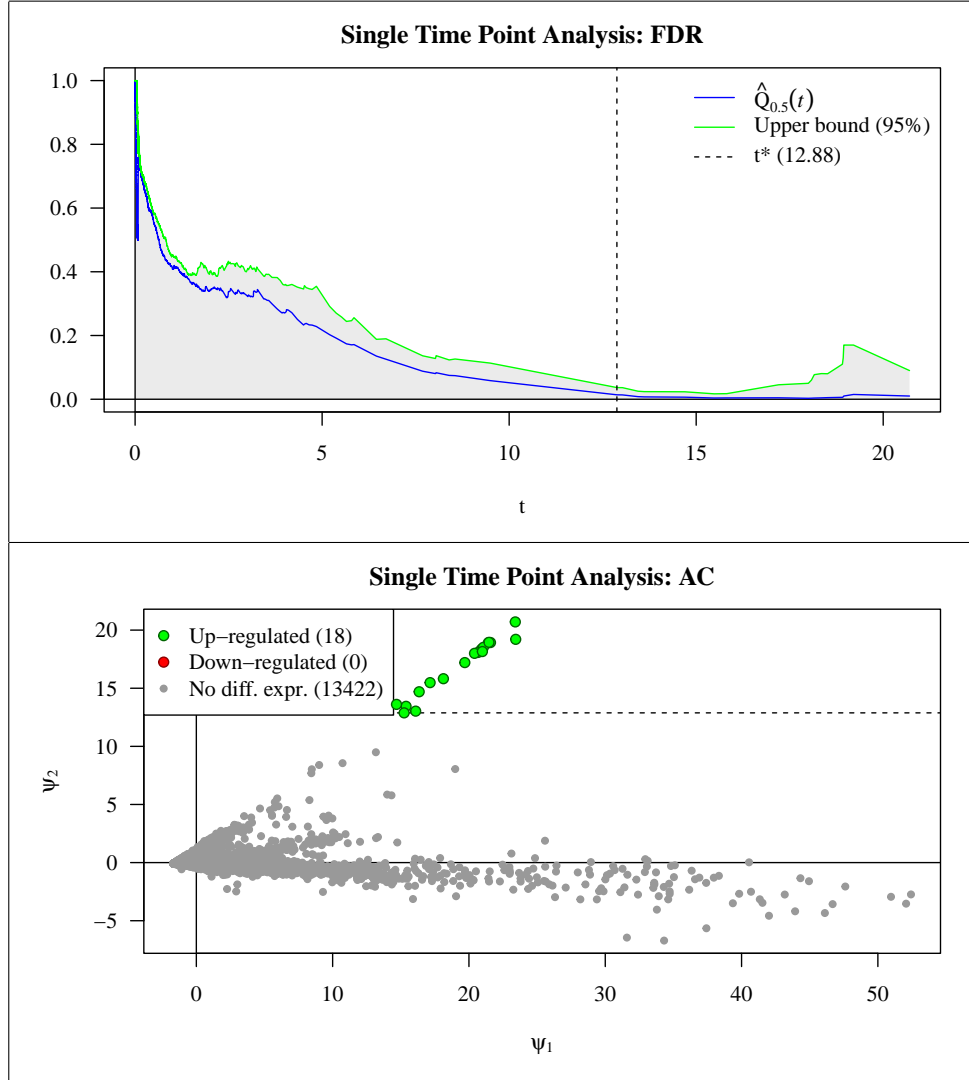 Single Time Point Analysis: FDR
1.0
0.8
0.6
0.4
0.2
0.0
Q̂0.5(t)
Upper bound (95%)
t* (12.88)
0 5 10 15 20
t
Single Time Point Analysis: AC
Up−regulated (18)
Down−regulated (0)
No diff. expr. (13422)
20
15
10
5
0
−5
ψ2
0 10 20 30 40 50
ψ1